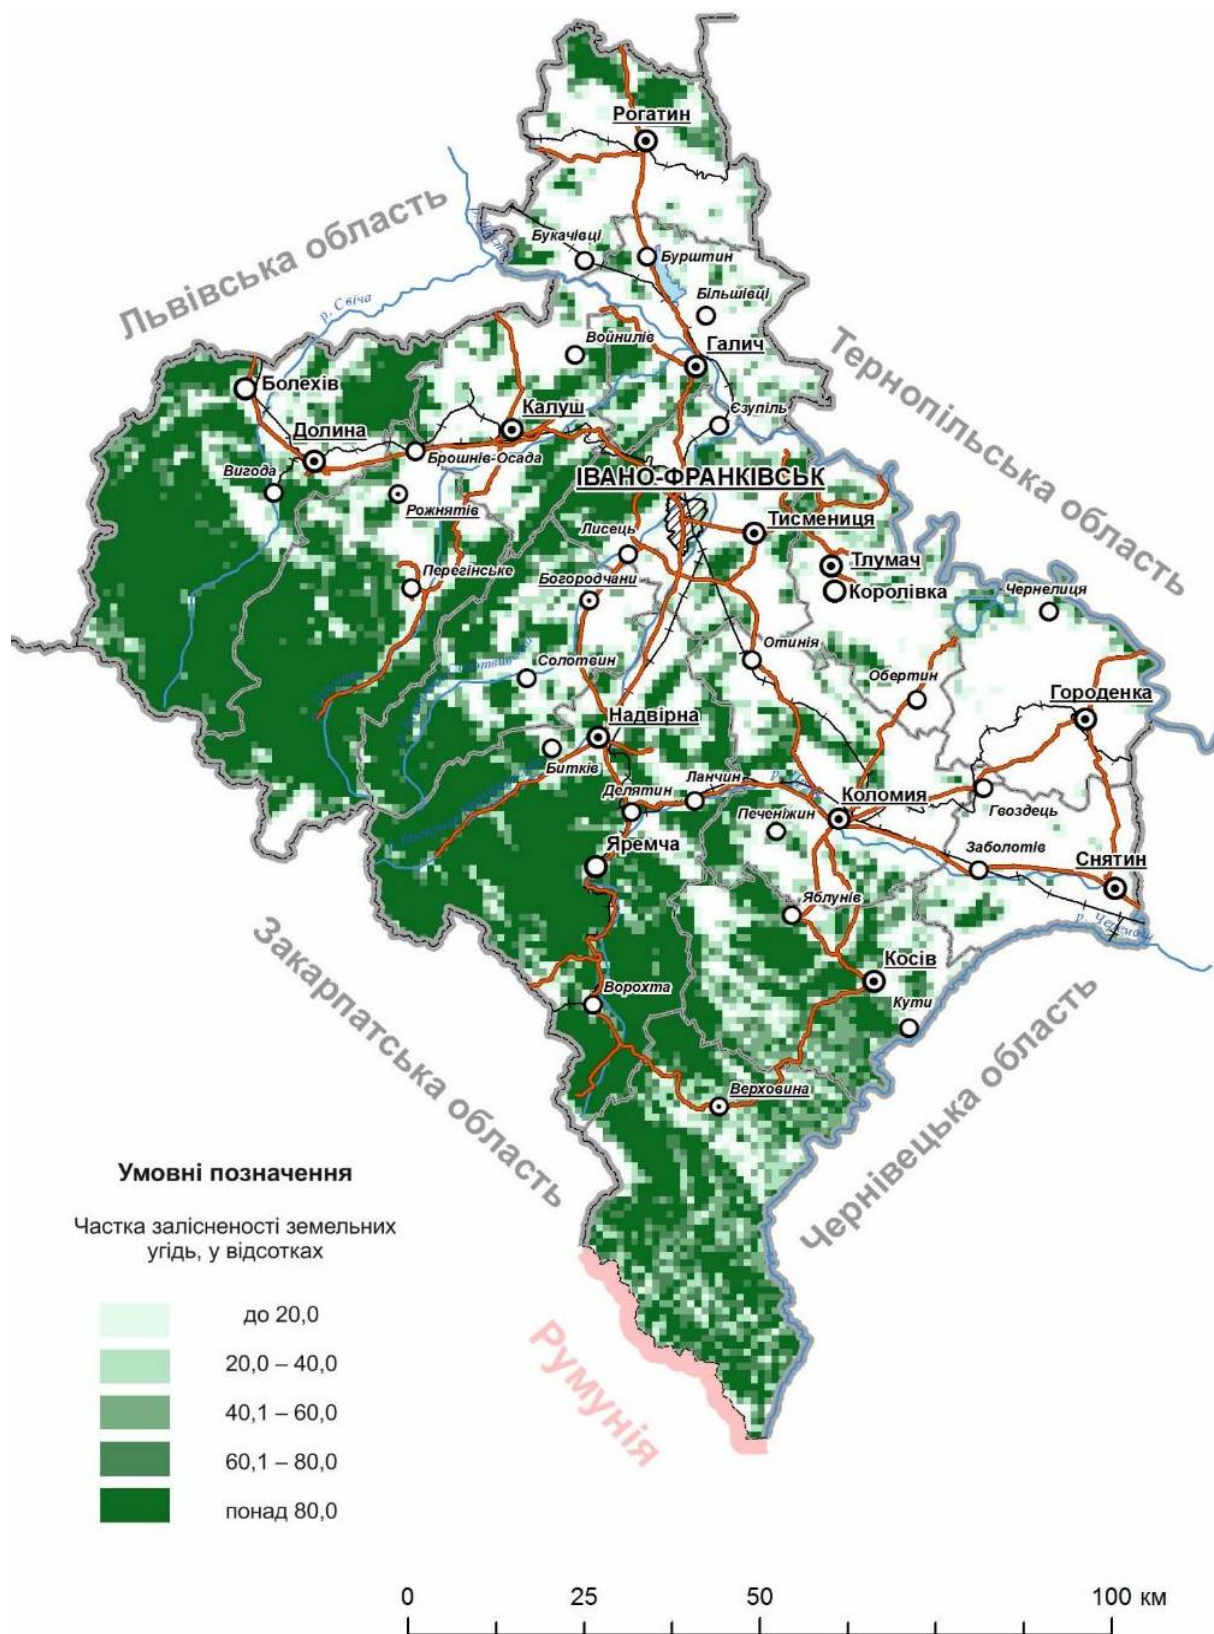 Рогатин
Львівська область
Букачівці
Бурштин
р. Свіча
Більшівці
Войнилів
Галич
Тернопільська область
Болехів
Калуш
Єзупіль
Долина
Брошнів-Осада
Вигода
ІВАНО-ФРАНКІВСЬК
Рожнятів
Лисець
Тисмениця
Тлумач
Перегінське
Богородчани
Королівка
Чернелиця
Солотвин
Отинія
Обертин
Городенка
Надвірна
Битків
Делятин
Ланчин
Коломия
Гвоздець
Печеніжин
Яремча
Заболотів
Снятин
Яблунів
р. Черемош
Закарпатська область
Косів
Ворохта
Кути
Верховина
Чернівецька область
Румунія
Умовні позначення
Частка залісненості земельних
угідь, у відсотках
до 20,0
20,0 – 40,0
40,1 – 60,0
60,1 – 80,0
понад 80,0
0 25 50 100 км